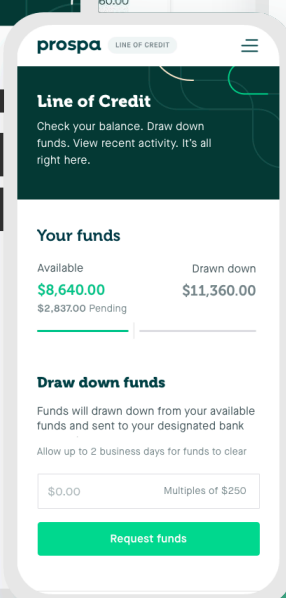 60.00
prospa LINE OF CREDIT
Line of Credit
Check your balance. Draw down
funds. View recent activity. It's all
right here.
Your funds
Available Drawn down
$8,640.00 $11,360.00
$2,837.00 Pending
Draw down funds
Funds will drawn down from your available
funds and sent to your designated bank
Allow up to 2 business days for funds to clear
$0.00 Multiples of $250
Request funds